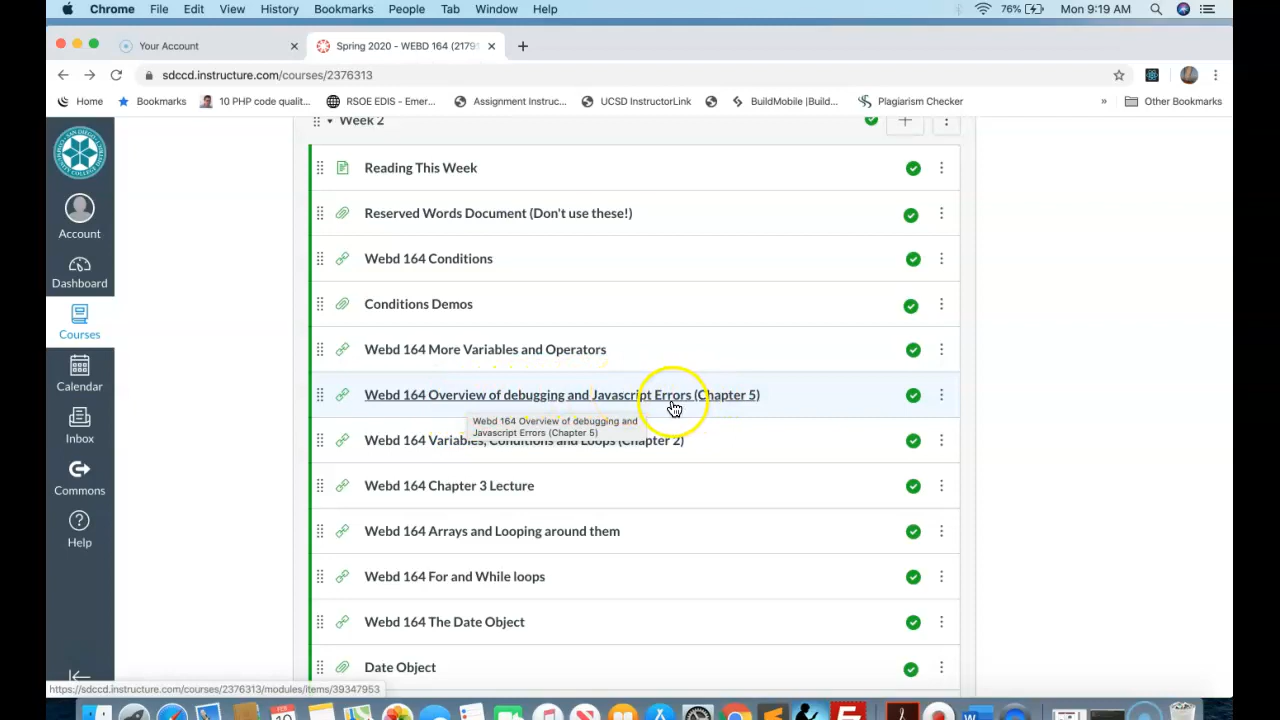 Chrome File Edit View History Bookmarks People Tab Window Help 76% Mon 9:19 AM
Your Account Spring 2020 - WEBD 164 (2179
sdccd.instructure.com/courses/2376313
Home Bookmarks 10 PHP code qualit... RSOE EDIS - Emer... Assignment Instruc... UCSD InstructorLink BuildMobile |Build... Plagiarism Checker » Other Bookmarks
Week 2
Reading This Week
Reserved Words Document (Don't use these!)
Webd 164 Conditions
Conditions Demos
Webd 164 More Variables and Operators
Webd 164 Overview of debugging and Javascript Errors (Chapter 5)
Webd 164 Overview of debugging and
Javascript Errors (Chapter 5)
Webd 164 Variables, Conditions and Loops (Chapter 2)
Webd 164 Chapter 3 Lecture
Webd 164 Arrays and Looping around them
Webd 164 For and While loops
Webd 164 The Date Object
Date Object
Account
Dashboard
Courses
Calendar
Inbox
Commons
Help
https://sdccd.instructure.com/courses/2376313/modules/items/39347953